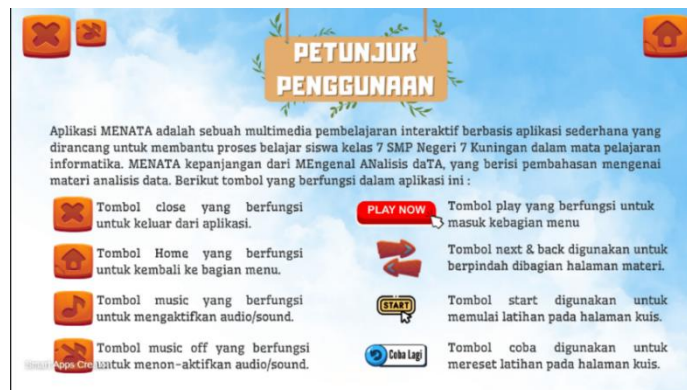 PETUNJUK
PENGGUNAAN
Aplikasi MENATA adalah sebuah multimedia pembelajaran interaktif berbasis aplikasi sederhana yang
dirancang untuk membantu proses belajar siswa kelas 7 SMP Negeri 7 Kuningan dalam mata pelajaran
informatika. MENATA kepanjangan dari MEngenal ANalisis daTA, yang berisi pembahasan mengenai
materi analisis data. Berikut tombol yang berfungsi dalam aplikasi ini :
Tombol close yang berfungsi
untuk keluar dari aplikasi.
Tombol Home yang berfungsi
untuk kembali ke bagian menu.
Tombol music yang berfungsi
untuk mengaktifkan audio/sound.
Tombol music off yang berfungsi
untuk menon-aktifkan audio/sound.
Smart Apps Creator
PLAY NOW
Tombol play yang berfungsi untuk
masuk kebagian menu
Tombol next & back digunakan untuk
berpindah dibagian halaman materi.
START
Tombol start digunakan untuk
memulai latihan pada halaman kuis.
Coba Lagi
Tombol coba digunakan untuk
mereset latihan pada halaman kuis.